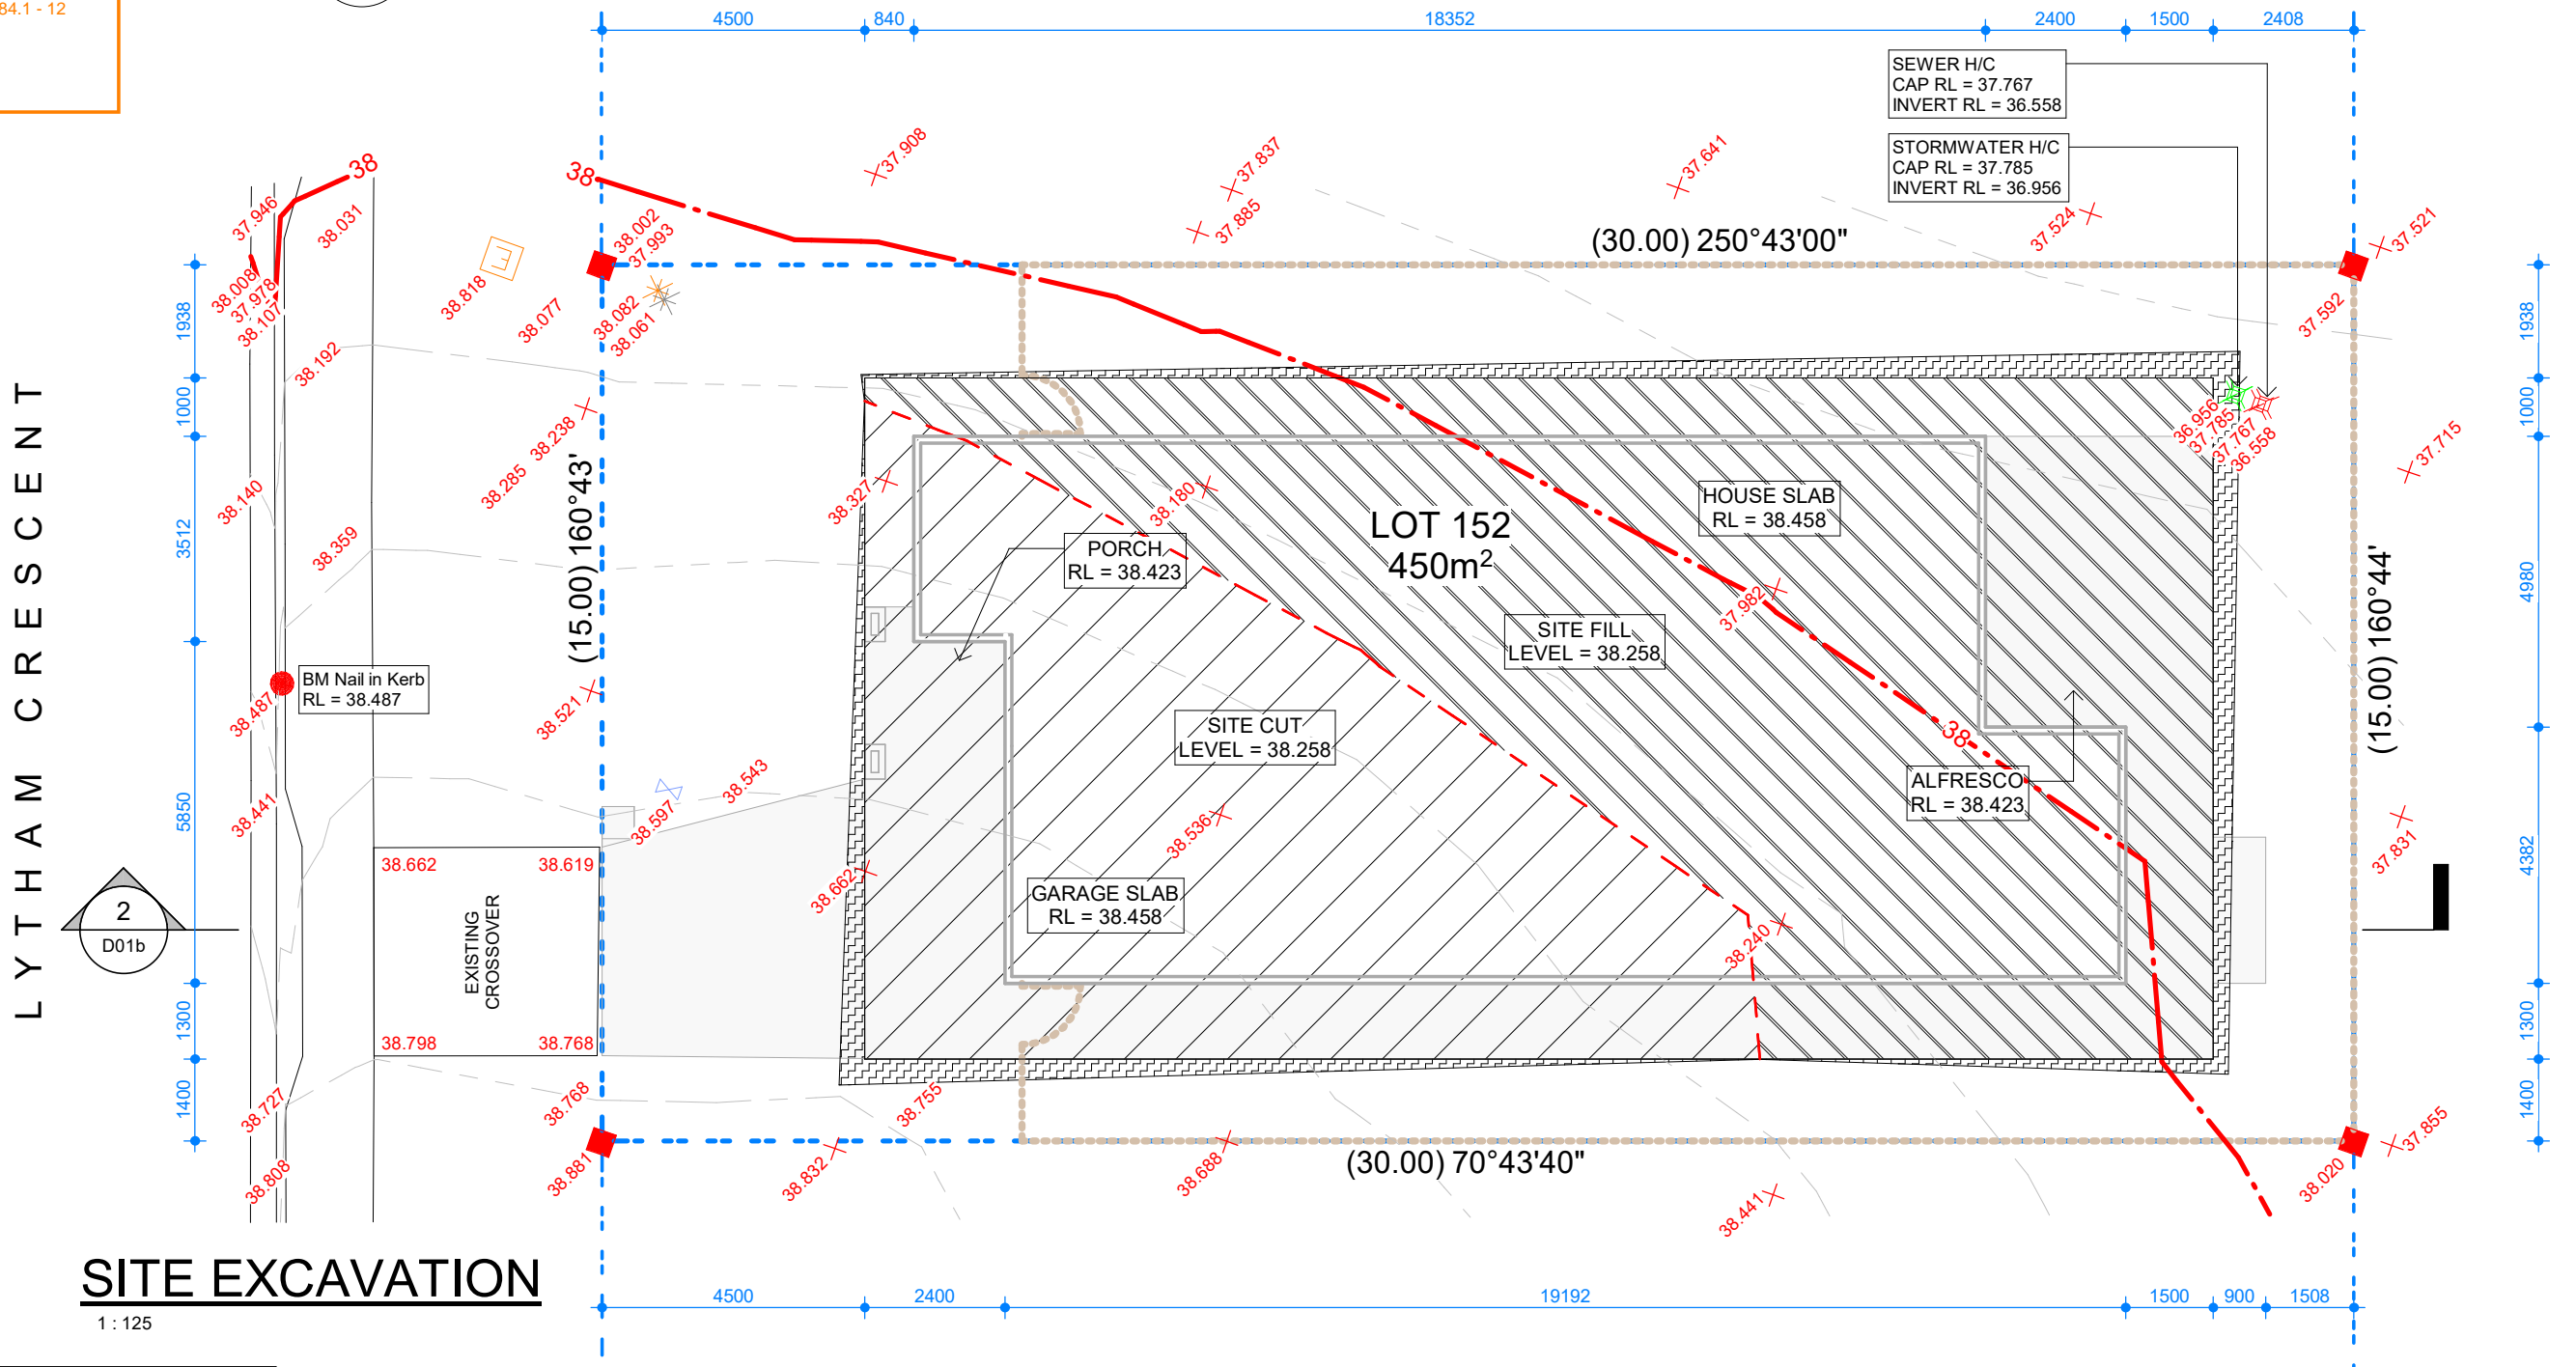 84.1 - 12
4500
840
18352
2400
1500
2408
SEWER H/C
CAP RL = 37.767
INVERT RL = 36.558
STORMWATER H/C
CAP RL = 37.785
INVERT RL = 36.956
38
38
37.908
37.837
37.885
37.641
37.524
37.521
37.592
(30.00) 250°43'00"
37.946
38.031
38.008
37.978
38.107
38.192
38.818
E
38.077
38.002
37.993
38.082
38.061
1938
1000
3512
5850
1300
1400
1938
1000
4980
4382
1300
1400
38.238
38.285
38.140
38.359
(15.00) 160°43'
38.327
38.180
PORCH
RL = 38.423
LOT 152
450m²
HOUSE SLAB
RL = 38.458
36.956
37.785
37.767
36.558
37.715
37.982
SITE FILL
LEVEL = 38.258
(15.00) 160°44'
LYTHAM CRESCENT
BM Nail in Kerb
RL = 38.487
38.487
38.521
38.543
38.597
SITE CUT
LEVEL = 38.258
38
ALFRESCO
RL = 38.423
38.441
38.536
38.662
37.831
38.662
38.619
EXISTING
CROSSOVER
38.798
38.768
GARAGE SLAB
RL = 38.458
38.240
2
D01b
38.727
38.768
38.755
38.808
38.881
38.832
38.688
(30.00) 70°43'40"
38.441
38.020
37.855
SITE EXCAVATION
1 : 125
4500
2400
19192
1500
900
1508